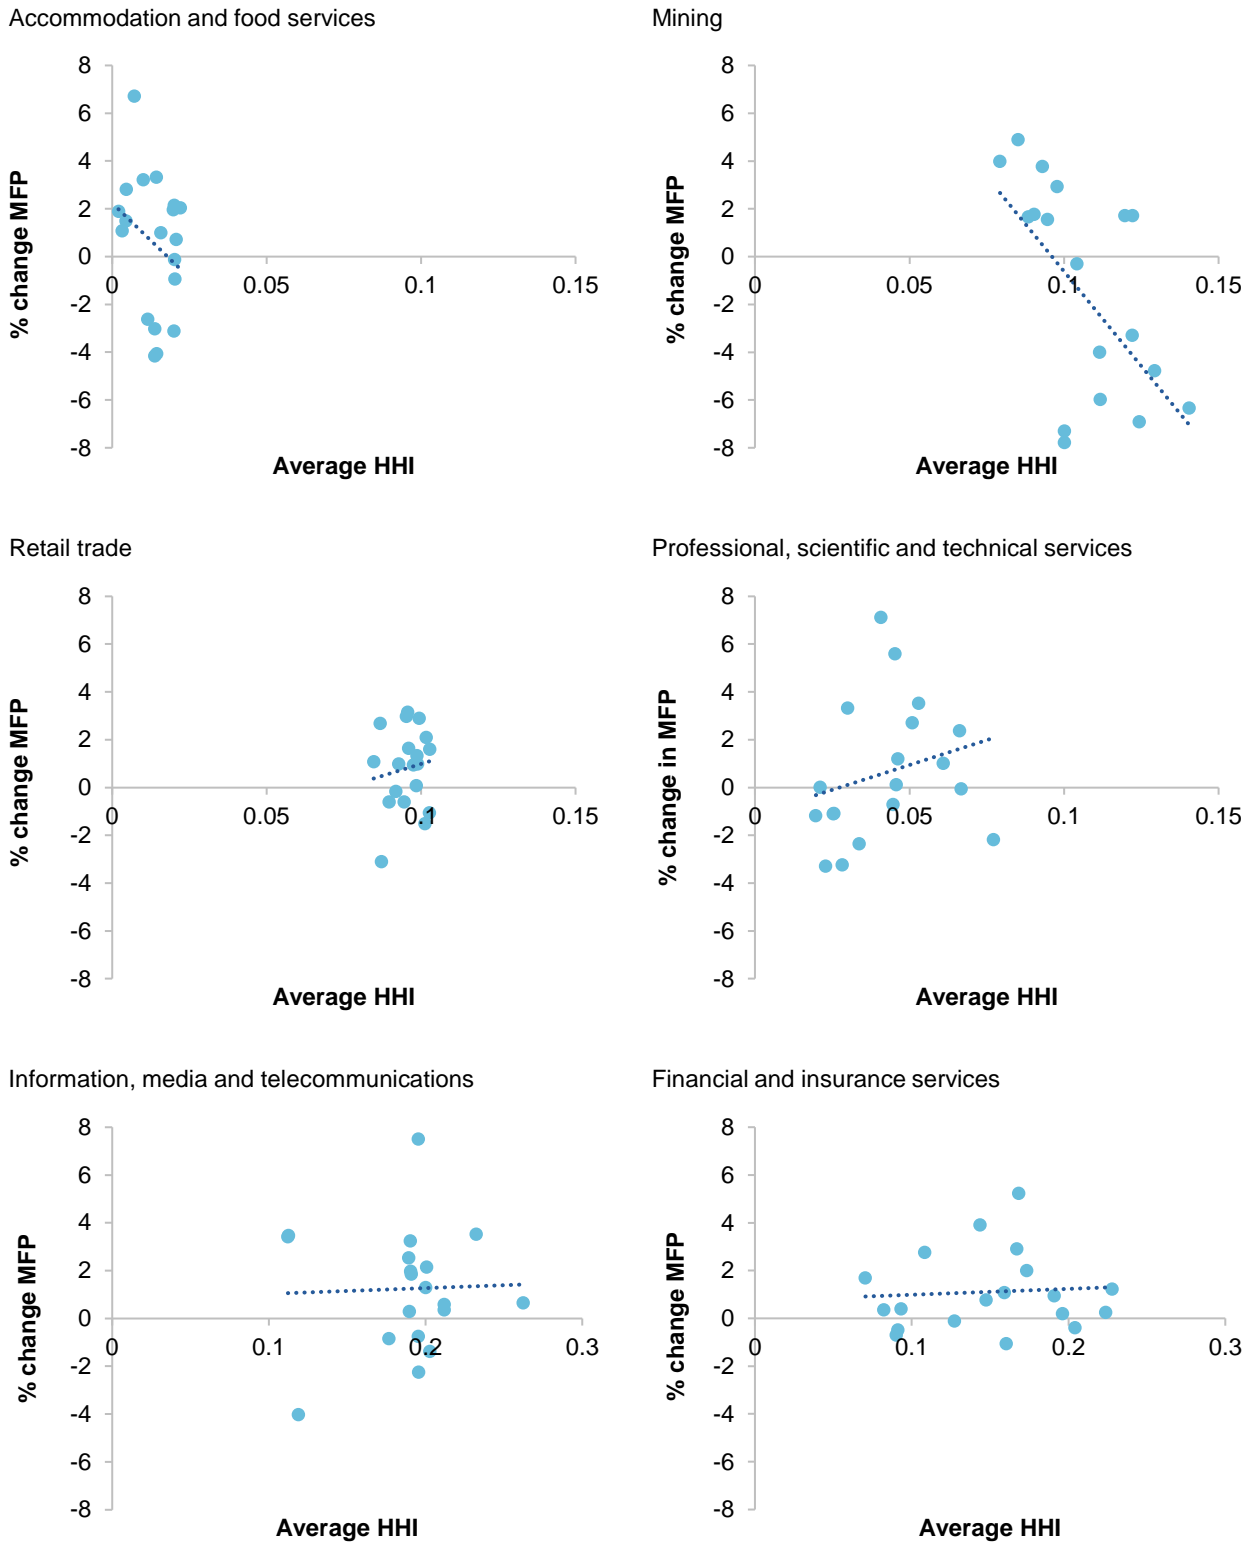 Accommodation and food services
8
6
4
2
0
-2
-4
-6
-8
0 0.05 0.1 0.15
% change MFP
Average HHI
Mining
8
6
4
2
0
-2
-4
-6
-8
0 0.05 0.1 0.15
% change MFP
Average HHI
Retail trade
8
6
4
2
0
-2
-4
-6
-8
0 0.05 0.1 0.15
% change MFP
Average HHI
Professional, scientific and technical services
8
6
4
2
0
-2
-4
-6
-8
0 0.05 0.1 0.15
% change in MFP
Average HHI
Information, media and telecommunications
8
6
4
2
0
-2
-4
-6
-8
0 0.1 0.2 0.3
% change MFP
Average HHI
Financial and insurance services
8
6
4
2
0
-2
-4
-6
-8
0 0.1 0.2 0.3
% change MFP
Average HHI